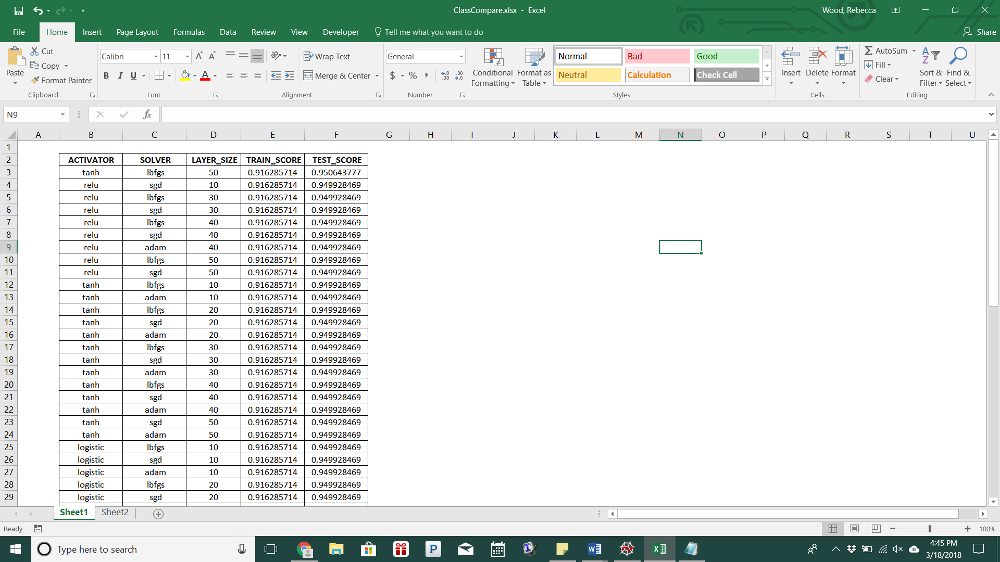 ClassCompare.xlsx - Excel
Wood, Rebecca
File Home Insert Page Layout Formulas Data Review View Developer Tell me what you want to do Share
Paste Cut Copy Format Painter Clipboard
Calibri 11 B I U A A A Font
Wrap Text Merge & Center Alignment
General $ % , .0 .00 .00 .0 Number
Conditional Formatting Format as Table
Normal Bad Good
Neutral Calculation Check Cell
Styles
Insert Delete Format Cells
AutoSum Fill Clear Sort & Filter Find & Select Editing
N9 fx
A B C D E F G H I J K L M N O P Q R S T U
1
2 ACTIVATOR SOLVER LAYER_SIZE TRAIN_SCORE TEST_SCORE
3 tanh lbfgs 50 0.916285714 0.950643777
4 relu sgd 10 0.916285714 0.949928469
5 relu lbfgs 30 0.916285714 0.949928469
6 relu sgd 30 0.916285714 0.949928469
7 relu lbfgs 40 0.916285714 0.949928469
8 relu sgd 40 0.916285714 0.949928469
9 relu adam 40 0.916285714 0.949928469
10 relu lbfgs 50 0.916285714 0.949928469
11 relu sgd 50 0.916285714 0.949928469
12 tanh lbfgs 10 0.916285714 0.949928469
13 tanh adam 10 0.916285714 0.949928469
14 tanh lbfgs 20 0.916285714 0.949928469
15 tanh sgd 20 0.916285714 0.949928469
16 tanh adam 20 0.916285714 0.949928469
17 tanh lbfgs 30 0.916285714 0.949928469
18 tanh sgd 30 0.916285714 0.949928469
19 tanh adam 30 0.916285714 0.949928469
20 tanh lbfgs 40 0.916285714 0.949928469
21 tanh sgd 40 0.916285714 0.949928469
22 tanh adam 40 0.916285714 0.949928469
23 tanh sgd 50 0.916285714 0.949928469
24 tanh adam 50 0.916285714 0.949928469
25 logistic lbfgs 10 0.916285714 0.949928469
26 logistic sgd 10 0.916285714 0.949928469
27 logistic adam 10 0.916285714 0.949928469
28 logistic lbfgs 20 0.916285714 0.949928469
29 logistic sgd 20 0.916285714 0.949928469
Sheet1 Sheet2
Ready 100%
Type here to search
4:45 PM
3/18/2018